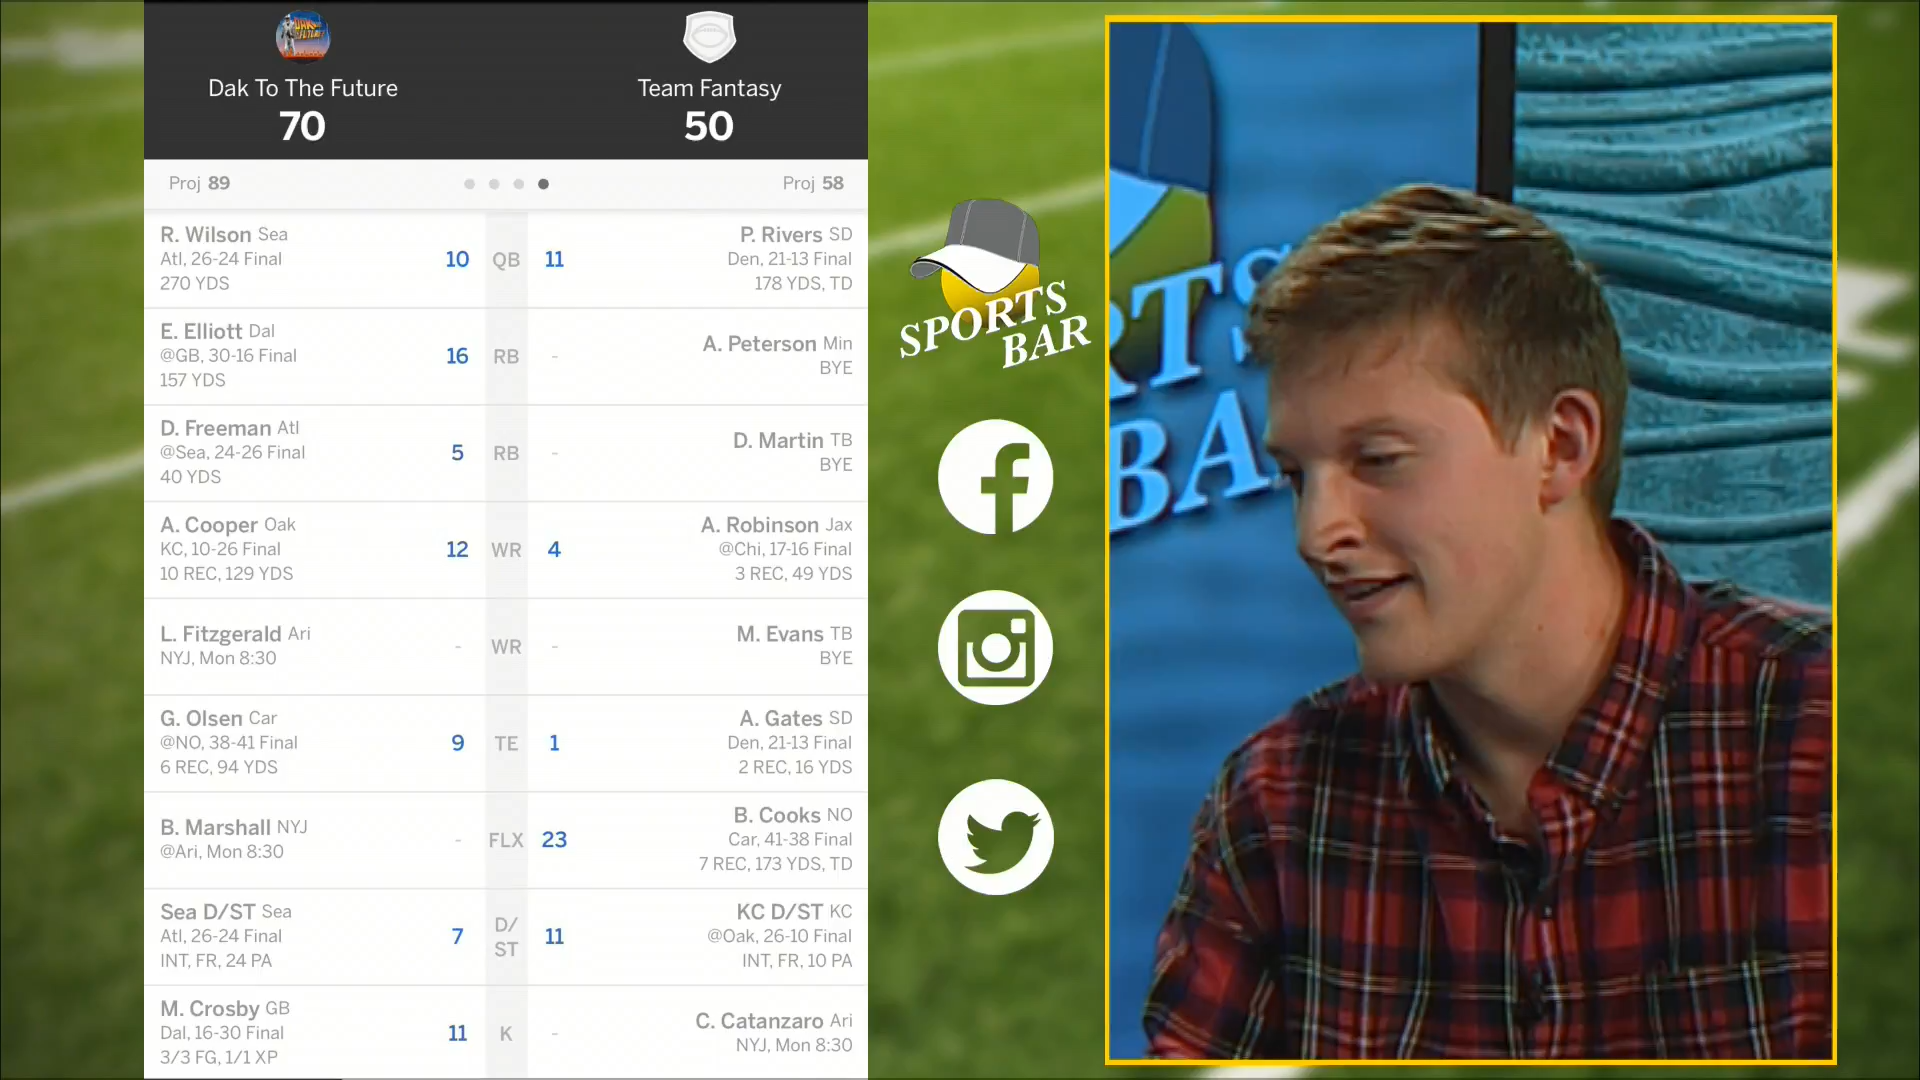 Dak To The Future
70
Team Fantasy
50
Proj 89
Proj 58
R. Wilson Sea
Atl, 26-24 Final
270 YDS
10
QB
11
P. Rivers SD
Den, 21-13 Final
178 YDS, TD
E. Elliott Dal
@GB, 30-16 Final
157 YDS
16
RB
-
A. Peterson Min
BYE
D. Freeman Atl
@Sea, 24-26 Final
40 YDS
5
RB
-
D. Martin TB
BYE
A. Cooper Oak
KC, 10-26 Final
10 REC, 129 YDS
12
WR
4
A. Robinson Jax
@Chi, 17-16 Final
3 REC, 49 YDS
L. Fitzgerald Ari
NYJ, Mon 8:30
-
WR
-
M. Evans TB
BYE
G. Olsen Car
@NO, 38-41 Final
6 REC, 94 YDS
9
TE
1
A. Gates SD
Den, 21-13 Final
2 REC, 16 YDS
B. Marshall NYJ
@Ari, Mon 8:30
-
FLX
23
B. Cooks NO
Car, 41-38 Final
7 REC, 173 YDS, TD
Sea D/ST Sea
Atl, 26-24 Final
INT, FR, 24 PA
7
D/
ST
11
KC D/ST KC
@Oak, 26-10 Final
INT, FR, 10 PA
M. Crosby GB
Dal, 16-30 Final
3/3 FG, 1/1 XP
11
K
-
C. Catanzaro Ari
NYJ, Mon 8:30
SPORTS
BAR
RTS
BA